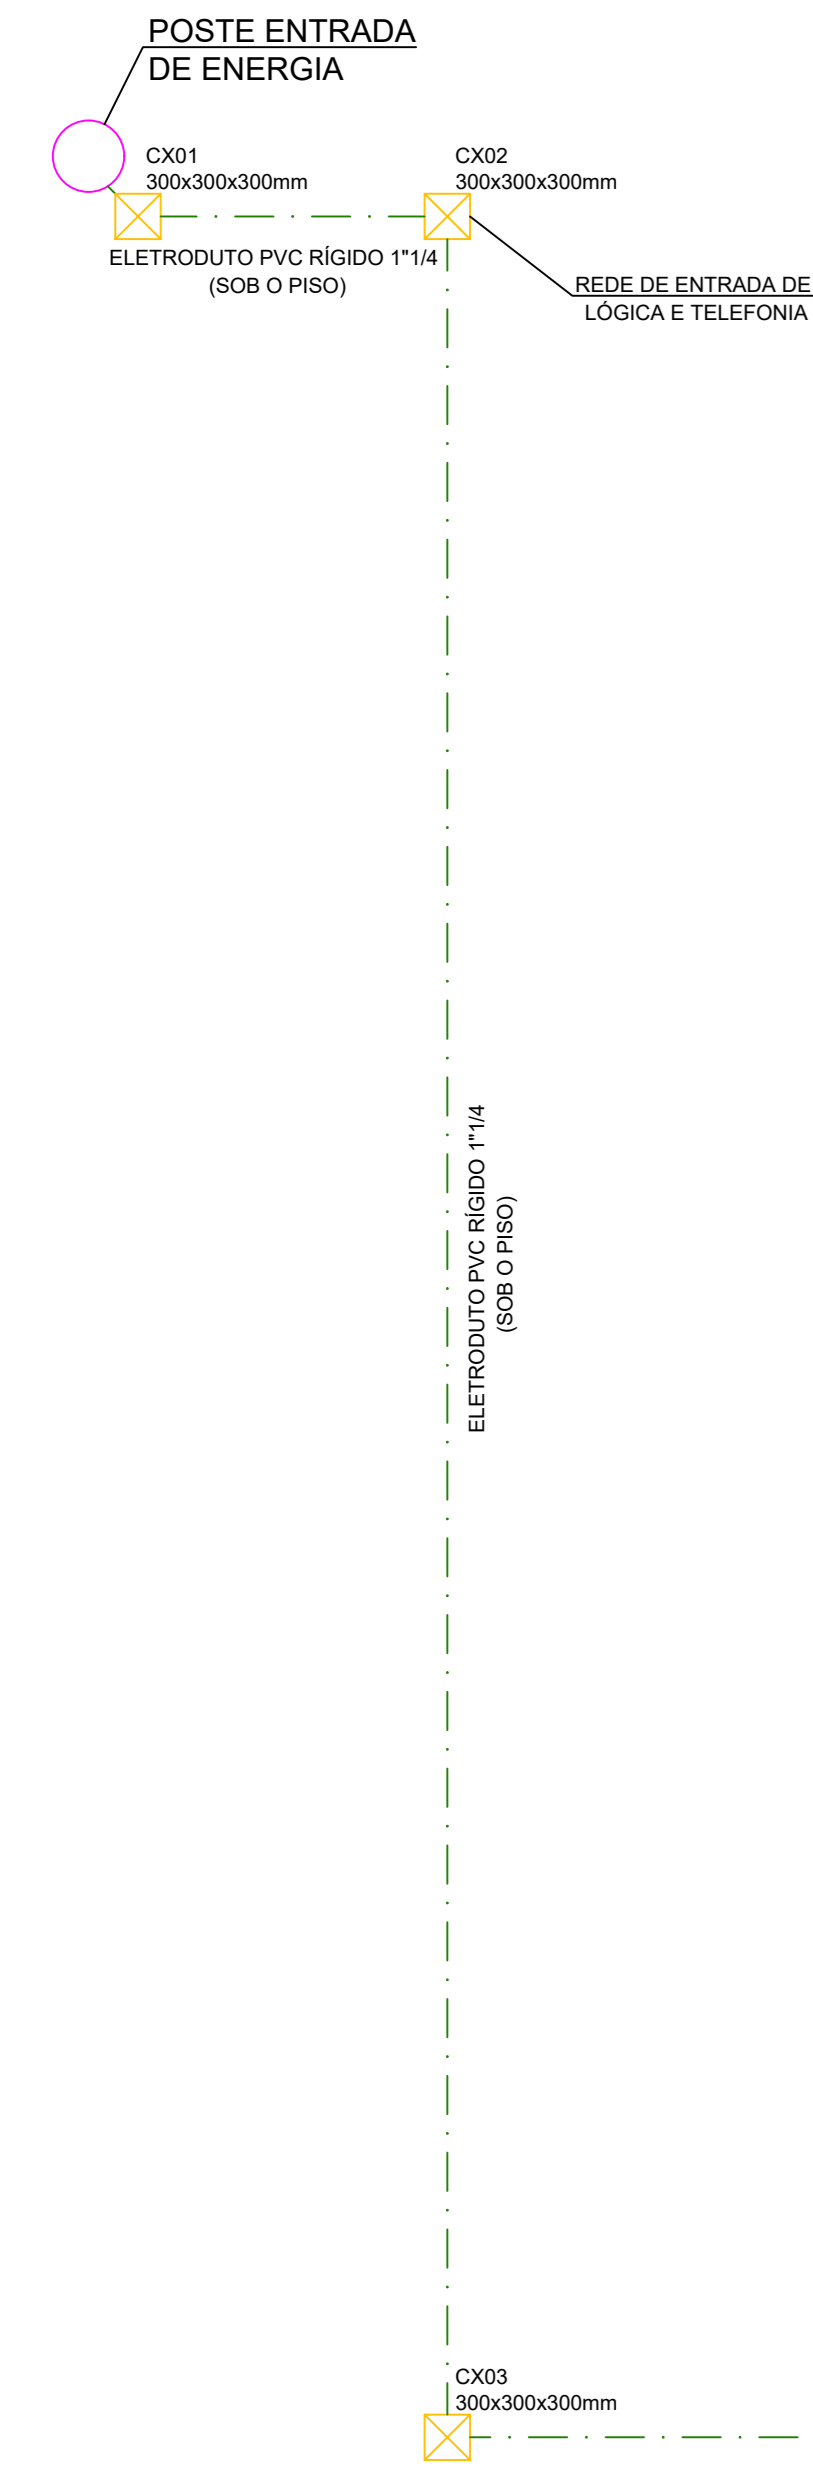 POSTE ENTRADA
DE ENERGIA
CX01
300x300x300mm
CX02
300x300x300mm
ELETRODUTO PVC RÍGIDO 1"1/4
(SOB O PISO)
REDE DE ENTRADA DE
LÓGICA E TELEFONIA
ELETRODUTO PVC RÍGIDO 1"1/4
(SOB O PISO)
CX03
300x300x300mm